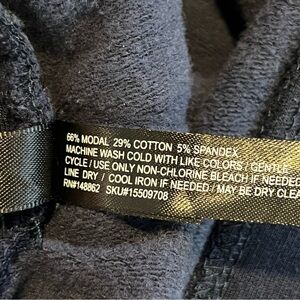 66% MODAL 29% COTTON 5% SPANDEX
MACHINE WASH COLD WITH LIKE COLORS / GENTLE
CYCLE / USE ONLY NON-CHLORINE BLEACH IF NEEDED
LINE DRY / COOL IRON IF NEEDED / MAY BE DRY CLEA
RN#148862 SKU#15509708